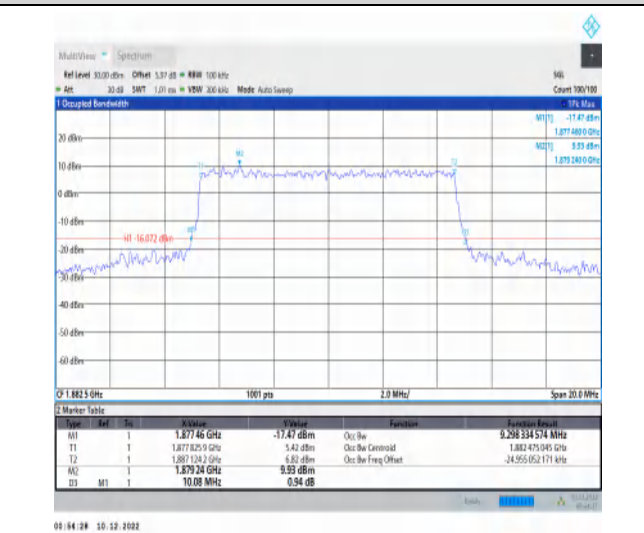 MultiView Spectrum
Ref Level 30.00 dBm Offset 5.37 dB RBW 100 kHz SGL
Att 30 dB SWT 1.01 ms VBW 300 kHz Mode Auto Sweep Count 100/100
1 Occupied Bandwidth 1Pk Max
M1[1] -17.47 dBm
1.877 460 0 GHz
20 dBm M2[1] 9.93 dBm
1.879 240 0 GHz
M2
T1 T2
10 dBm
0 dBm
-10 dBm
H1 -16.072 dBm
-20 dBm
-30 dBm
-40 dBm
-50 dBm
-60 dBm
CF 1.882 5 GHz 1001 pts 2.0 MHz/ Span 20.0 MHz
2 Marker Table
Type Ref Trc X-Value Y-Value Function Function Result
M1 1 1.877 46 GHz -17.47 dBm Occ Bw 9.298 334 574 MHz
T1 1 1.877 825 9 GHz 5.42 dBm Occ Bw Centroid 1.882 475 045 GHz
T2 1 1.887 124 2 GHz 6.82 dBm Occ Bw Freq Offset -24.955 052 171 kHz
M2 1 1.879 24 GHz 9.93 dBm
D3 M1 1 10.08 MHz 0.94 dB
Ready
08:54:28 10.12.2022